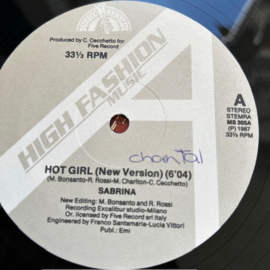 Produced by C. Cecchetto for
Five Record
33⅓ RPM
HIGH FASHION
MUSIC
A
STEREO
STEMRA
MS 305A
(P) 1987
33⅓ RPM
chantal
HOT GIRL (New Version) (6'04)
(M. Bonsanto-R. Rossi-M. Charlton-C. Cecchetto)
SABRINA
New Editing: M. Bonsanto and R. Rossi
Recording Excalibur studio-Milano
Or. licensed by Five Record srl Italy
Engineered by Franco Santamaria-Lucia Vittori
Publ.: Emi